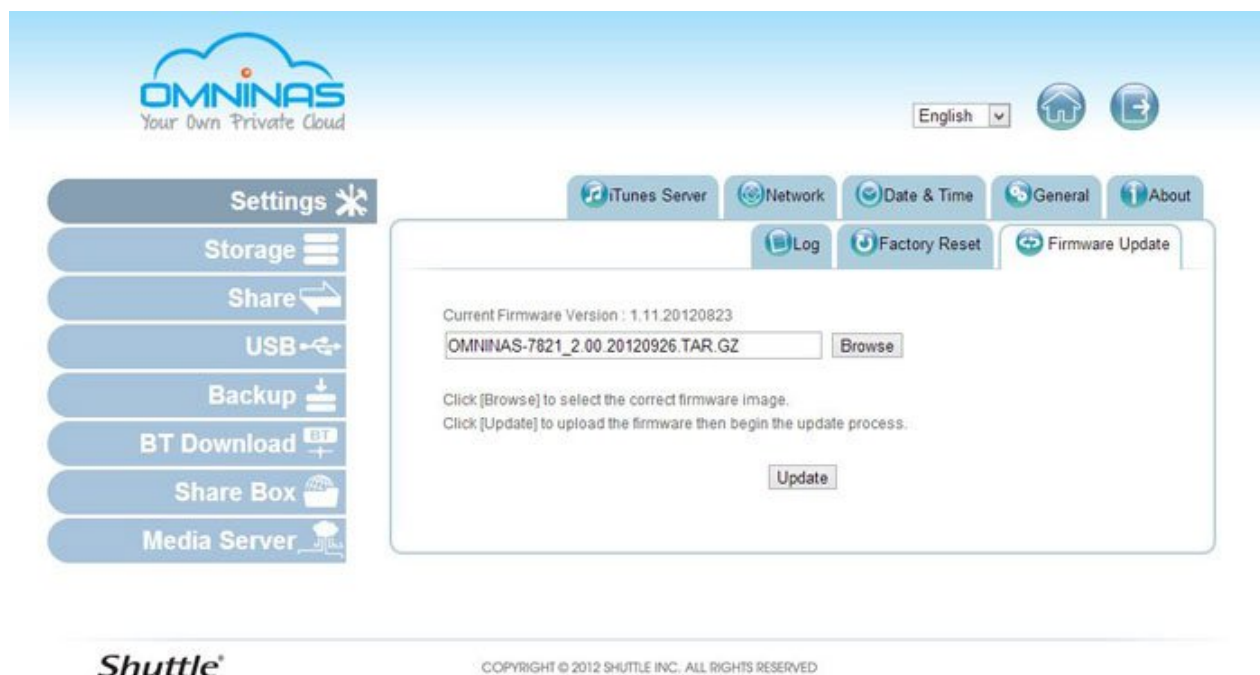 OMNINAS
Your Own Private Cloud
English
Settings
Storage
Share
USB
Backup
BT Download
BT
Share Box
Media Server
iTunes Server
Network
Date & Time
General
About
Log
Factory Reset
Firmware Update
Current Firmware Version : 1.11.20120823
OMNINAS-7821_2.00.20120926.TAR.GZ
Browse
Click [Browse] to select the correct firmware image.
Click [Update] to upload the firmware then begin the update process.
Update
Shuttle®
COPYRIGHT © 2012 SHUTTLE INC. ALL RIGHTS RESERVED